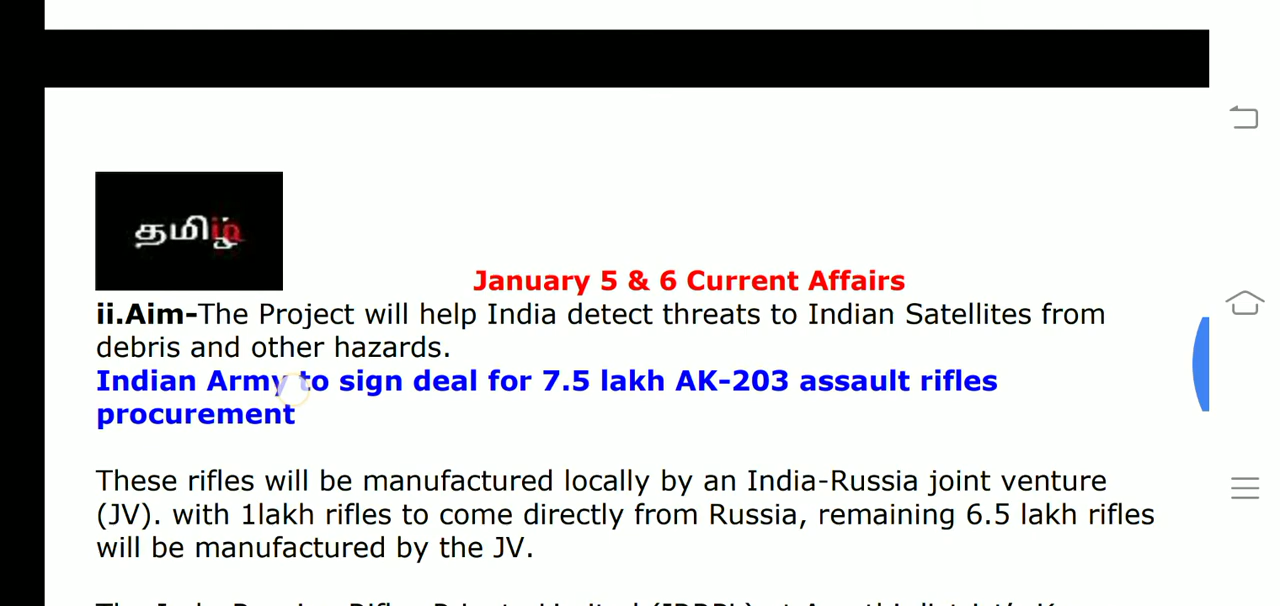 தமிழ்
January 5 & 6 Current Affairs
ii.Aim-The Project will help India detect threats to Indian Satellites from
debris and other hazards.
Indian Army to sign deal for 7.5 lakh AK-203 assault rifles
procurement
These rifles will be manufactured locally by an India-Russia joint venture
(JV). with 1lakh rifles to come directly from Russia, remaining 6.5 lakh rifles
will be manufactured by the JV.